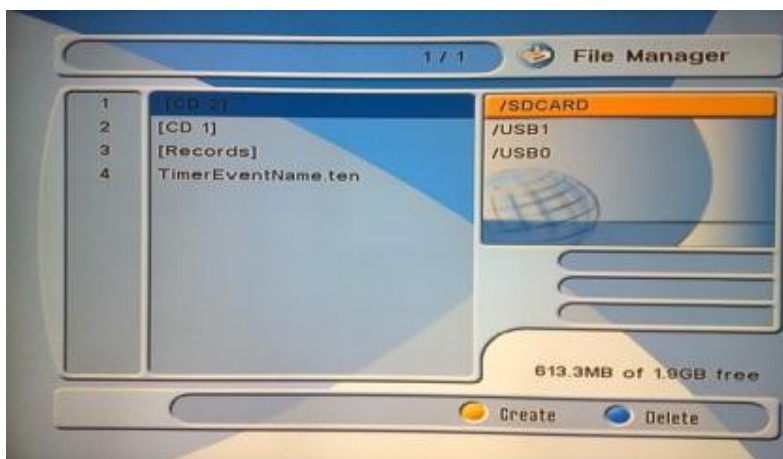 1 / 1
File Manager
1 [CD 2]
2 [CD 1]
3 [Records]
4 TimerEventName.ten
/SDCARD
/USB1
/USB0
613.3MB of 1.9GB free
Create
Delete